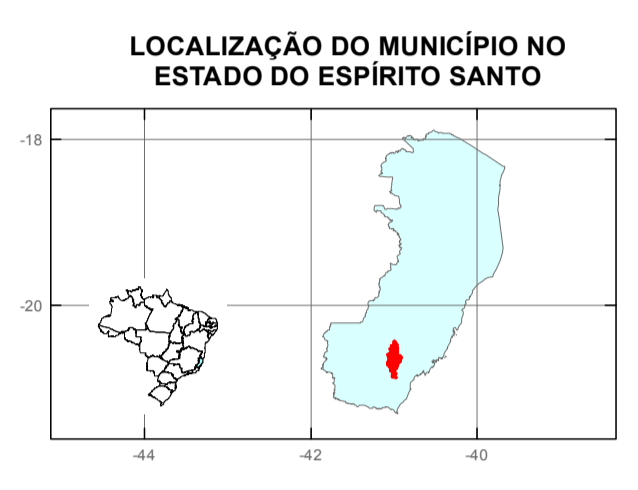 LOCALIZAÇÃO DO MUNICÍPIO NO
ESTADO DO ESPÍRITO SANTO
-18
-20
-44 -42 -40